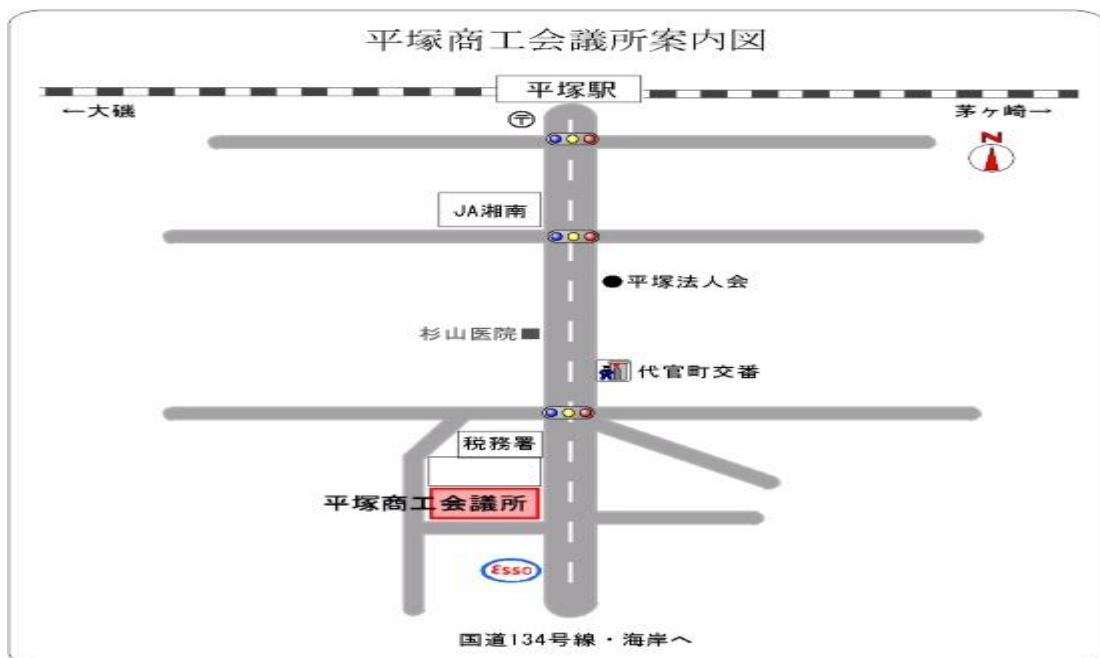 平塚商工会議所案内図
平塚駅
←大磯
茅ヶ崎→
〒
N
JA湘南
●平塚法人会
杉山医院■
代官町交番
税務署
平塚商工会議所
Esso
国道134号線・海岸へ